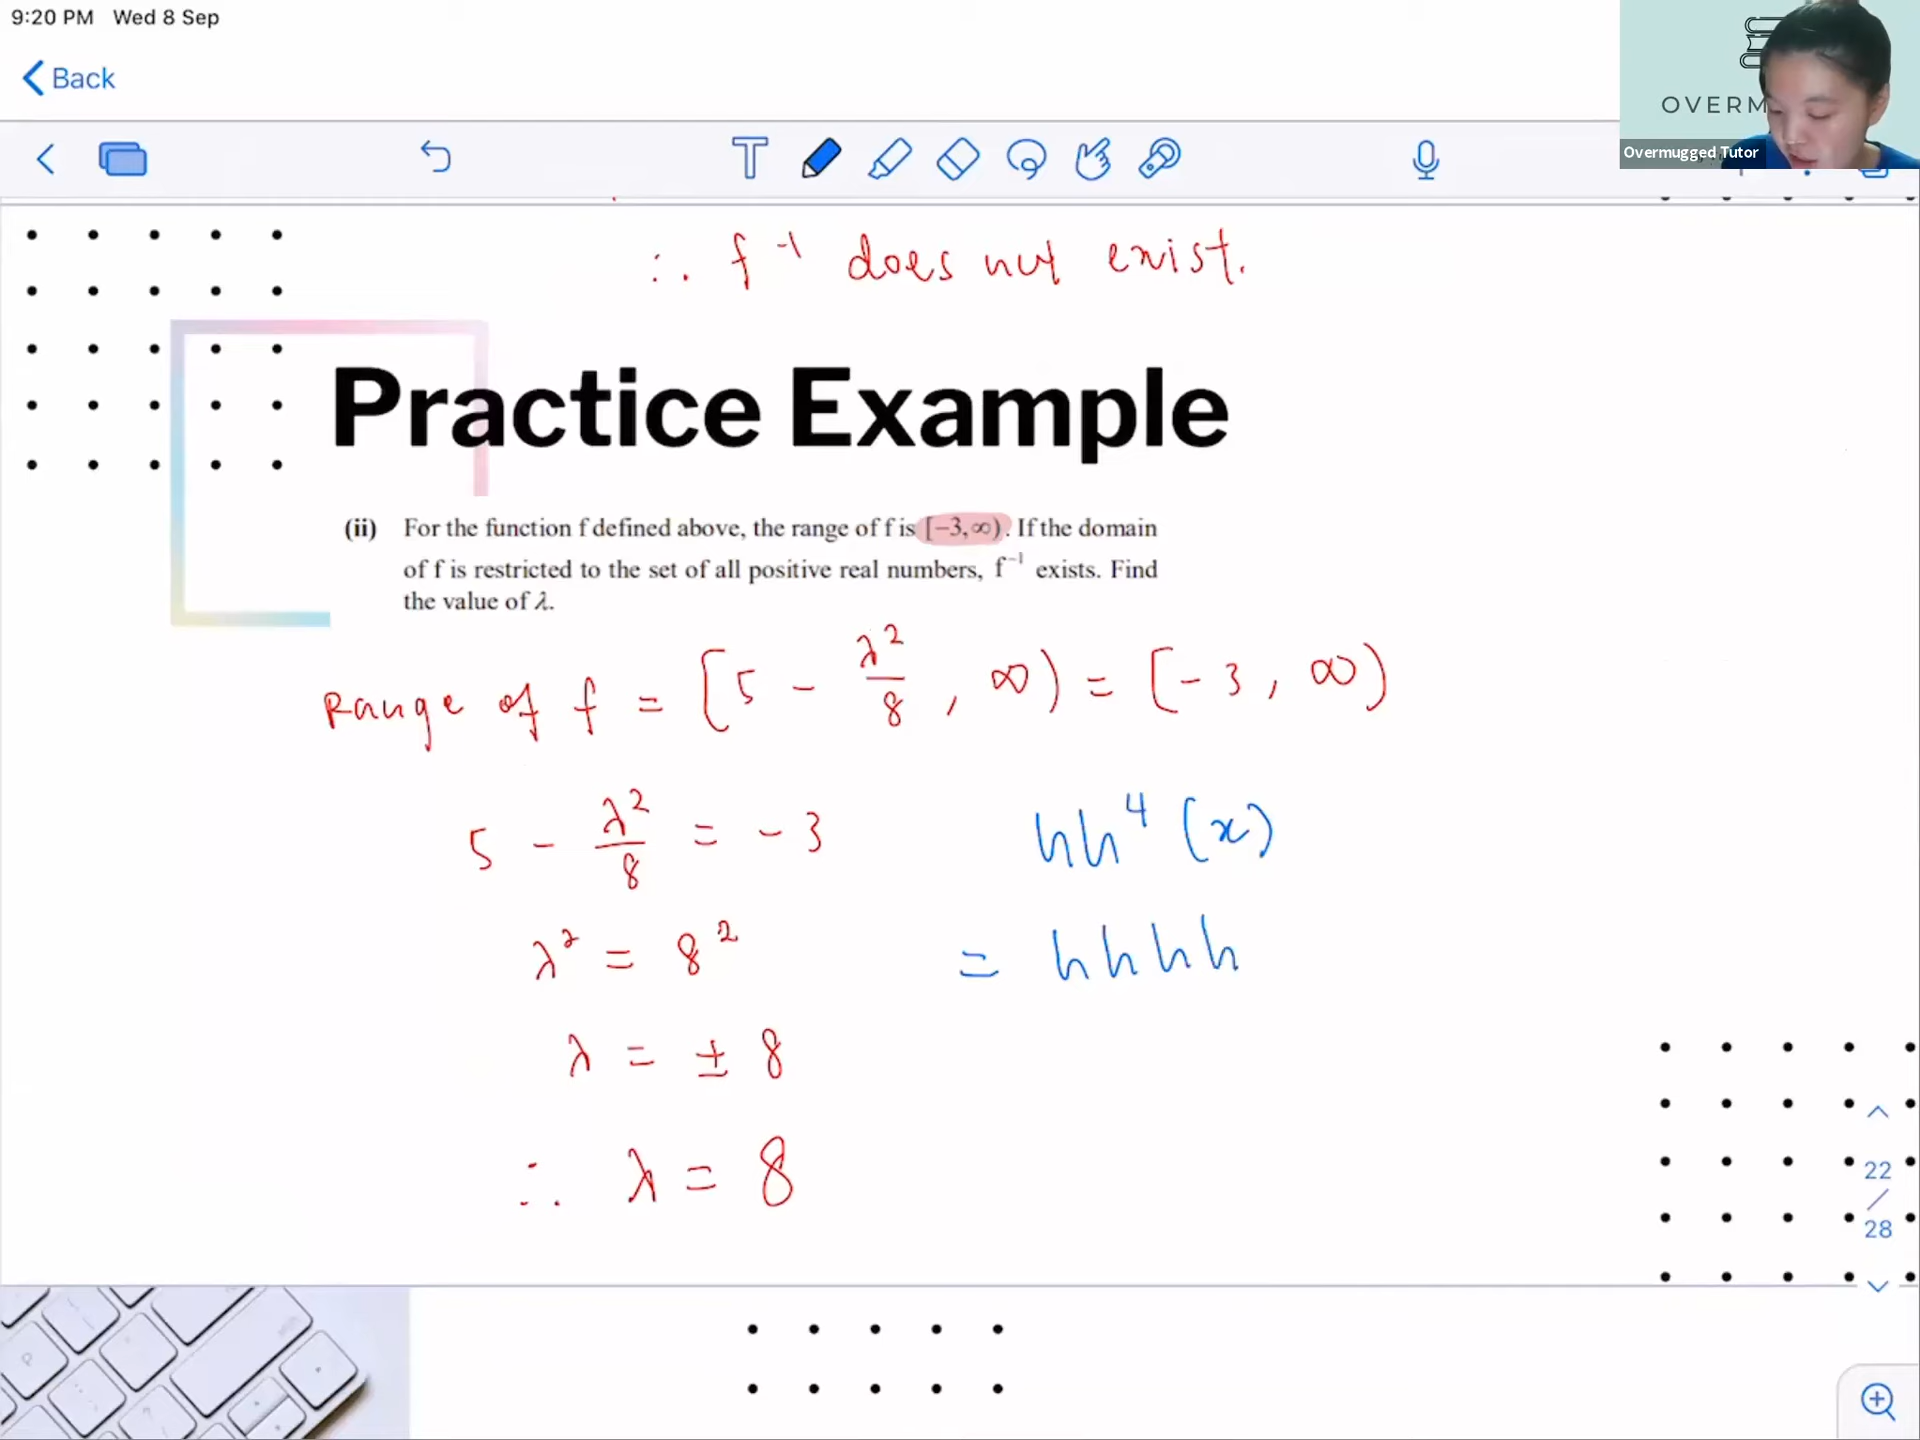 9:20 PM Wed 8 Sep
Back
OVERM
Overmugged Tutor
∴ f⁻¹ does not exist.
Practice Example
(ii) For the function f defined above, the range of f is [−3,∞). If the domain
of f is restricted to the set of all positive real numbers, f⁻¹ exists. Find
the value of λ.
Range of f = [5 - λ²/8, ∞) = [-3, ∞)
5 - λ²/8 = -3
hh⁴(x)
λ² = 8²
= hhhh
λ = ± 8
∴ λ = 8
22
/
28